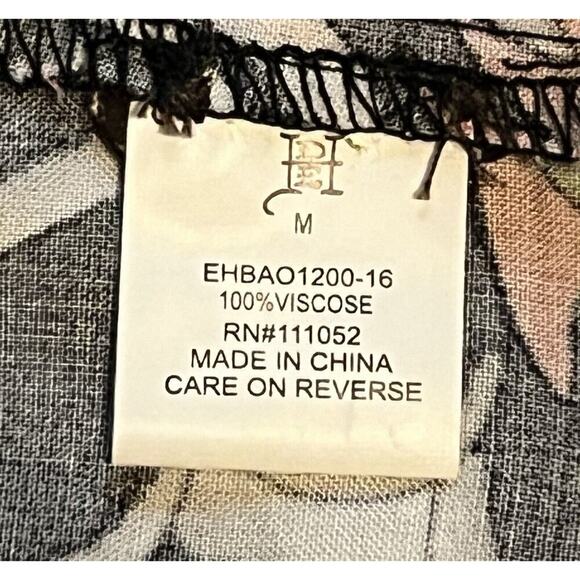 M
EHBAO1200-16
100%VISCOSE
RN#111052
MADE IN CHINA
CARE ON REVERSE